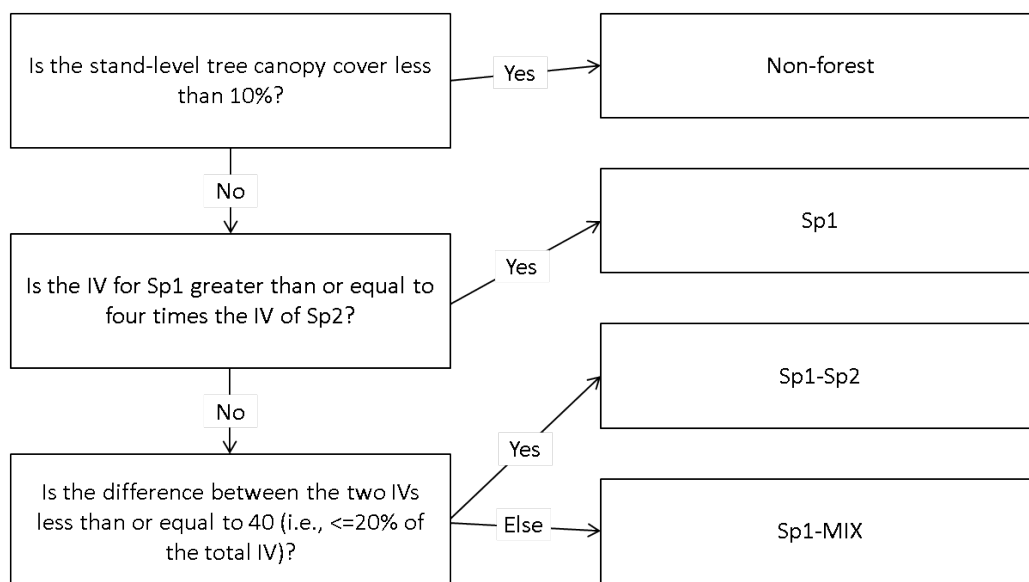 Is the stand-level tree canopy cover less
than 10%?
Yes
Non-forest
No
Is the IV for Sp1 greater than or equal to
four times the IV of Sp2?
Yes
Sp1
No
Is the difference between the two IVs
less than or equal to 40 (i.e., <=20% of
the total IV)?
Yes
Sp1-Sp2
Else
Sp1-MIX